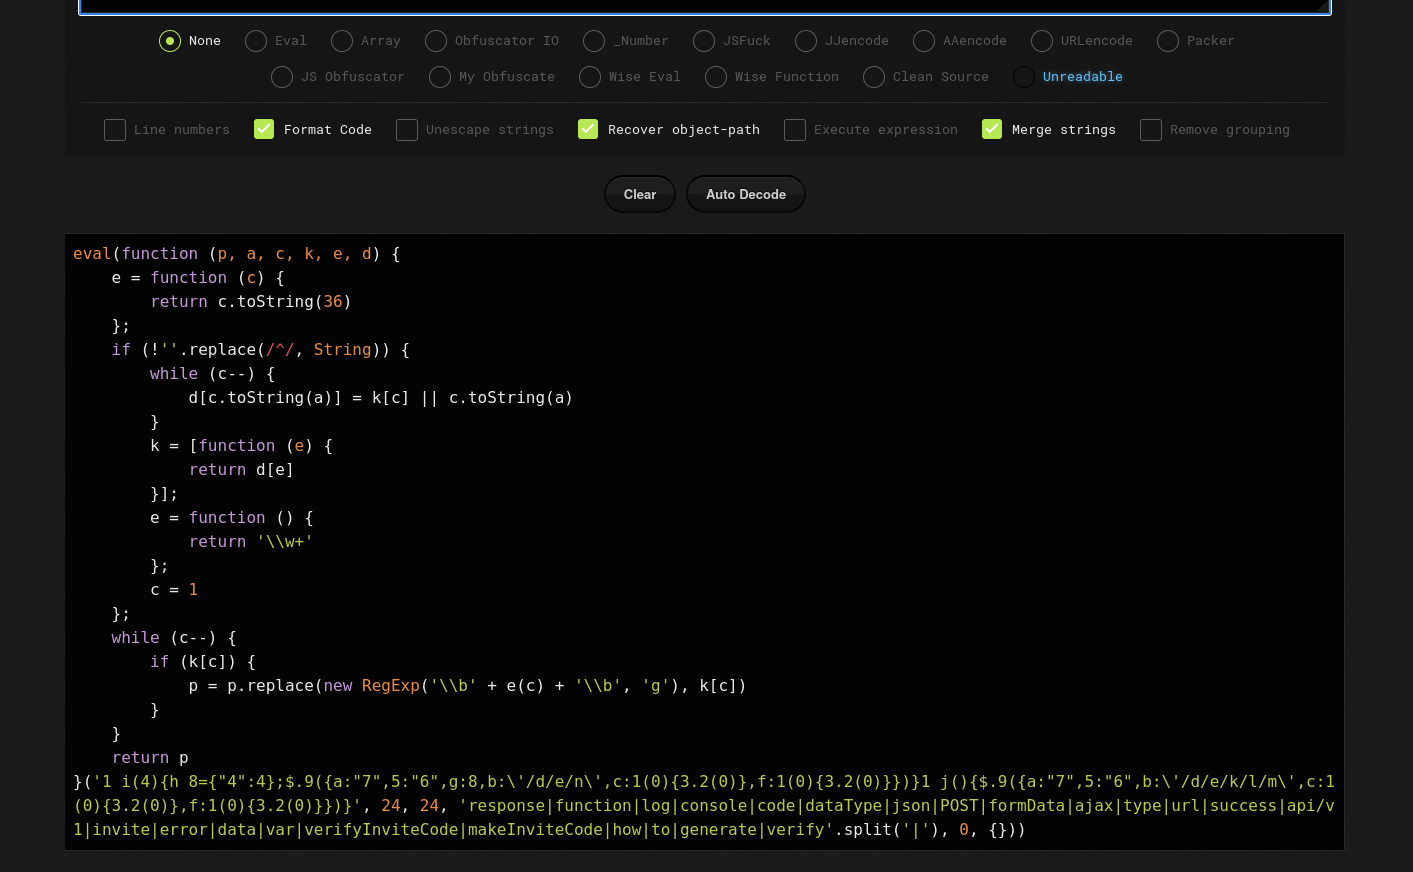 None Eval Array Obfuscator IO _Number JSFuck JJencode AAencode URLencode Packer
JS Obfuscator My Obfuscate Wise Eval Wise Function Clean Source Unreadable
Line numbers Format Code Unescape strings Recover object-path Execute expression Merge strings Remove grouping
Clear Auto Decode
eval(function (p, a, c, k, e, d) {
    e = function (c) {
        return c.toString(36)
    };
    if (!''.replace(/^/, String)) {
        while (c--) {
            d[c.toString(a)] = k[c] || c.toString(a)
        }
        k = [function (e) {
            return d[e]
        }];
        e = function () {
            return '\\w+'
        };
        c = 1
    };
    while (c--) {
        if (k[c]) {
            p = p.replace(new RegExp('\\b' + e(c) + '\\b', 'g'), k[c])
        }
    }
    return p
}('1 i(4){h 8={"4":4};$.9({a:"7",5:"6",g:8,b:\'/d/e/n\',c:1(0){3.2(0)},f:1(0){3.2(0)}})}1 j(){$.9({a:"7",5:"6",b:\'/d/e/k/l/m\',c:1
(0){3.2(0)},f:1(0){3.2(0)}})}', 24, 24, 'response|function|log|console|code|dataType|json|POST|formData|ajax|type|url|success|api/v
1|invite|error|data|var|verifyInviteCode|makeInviteCode|how|to|generate|verify'.split('|'), 0, {}))